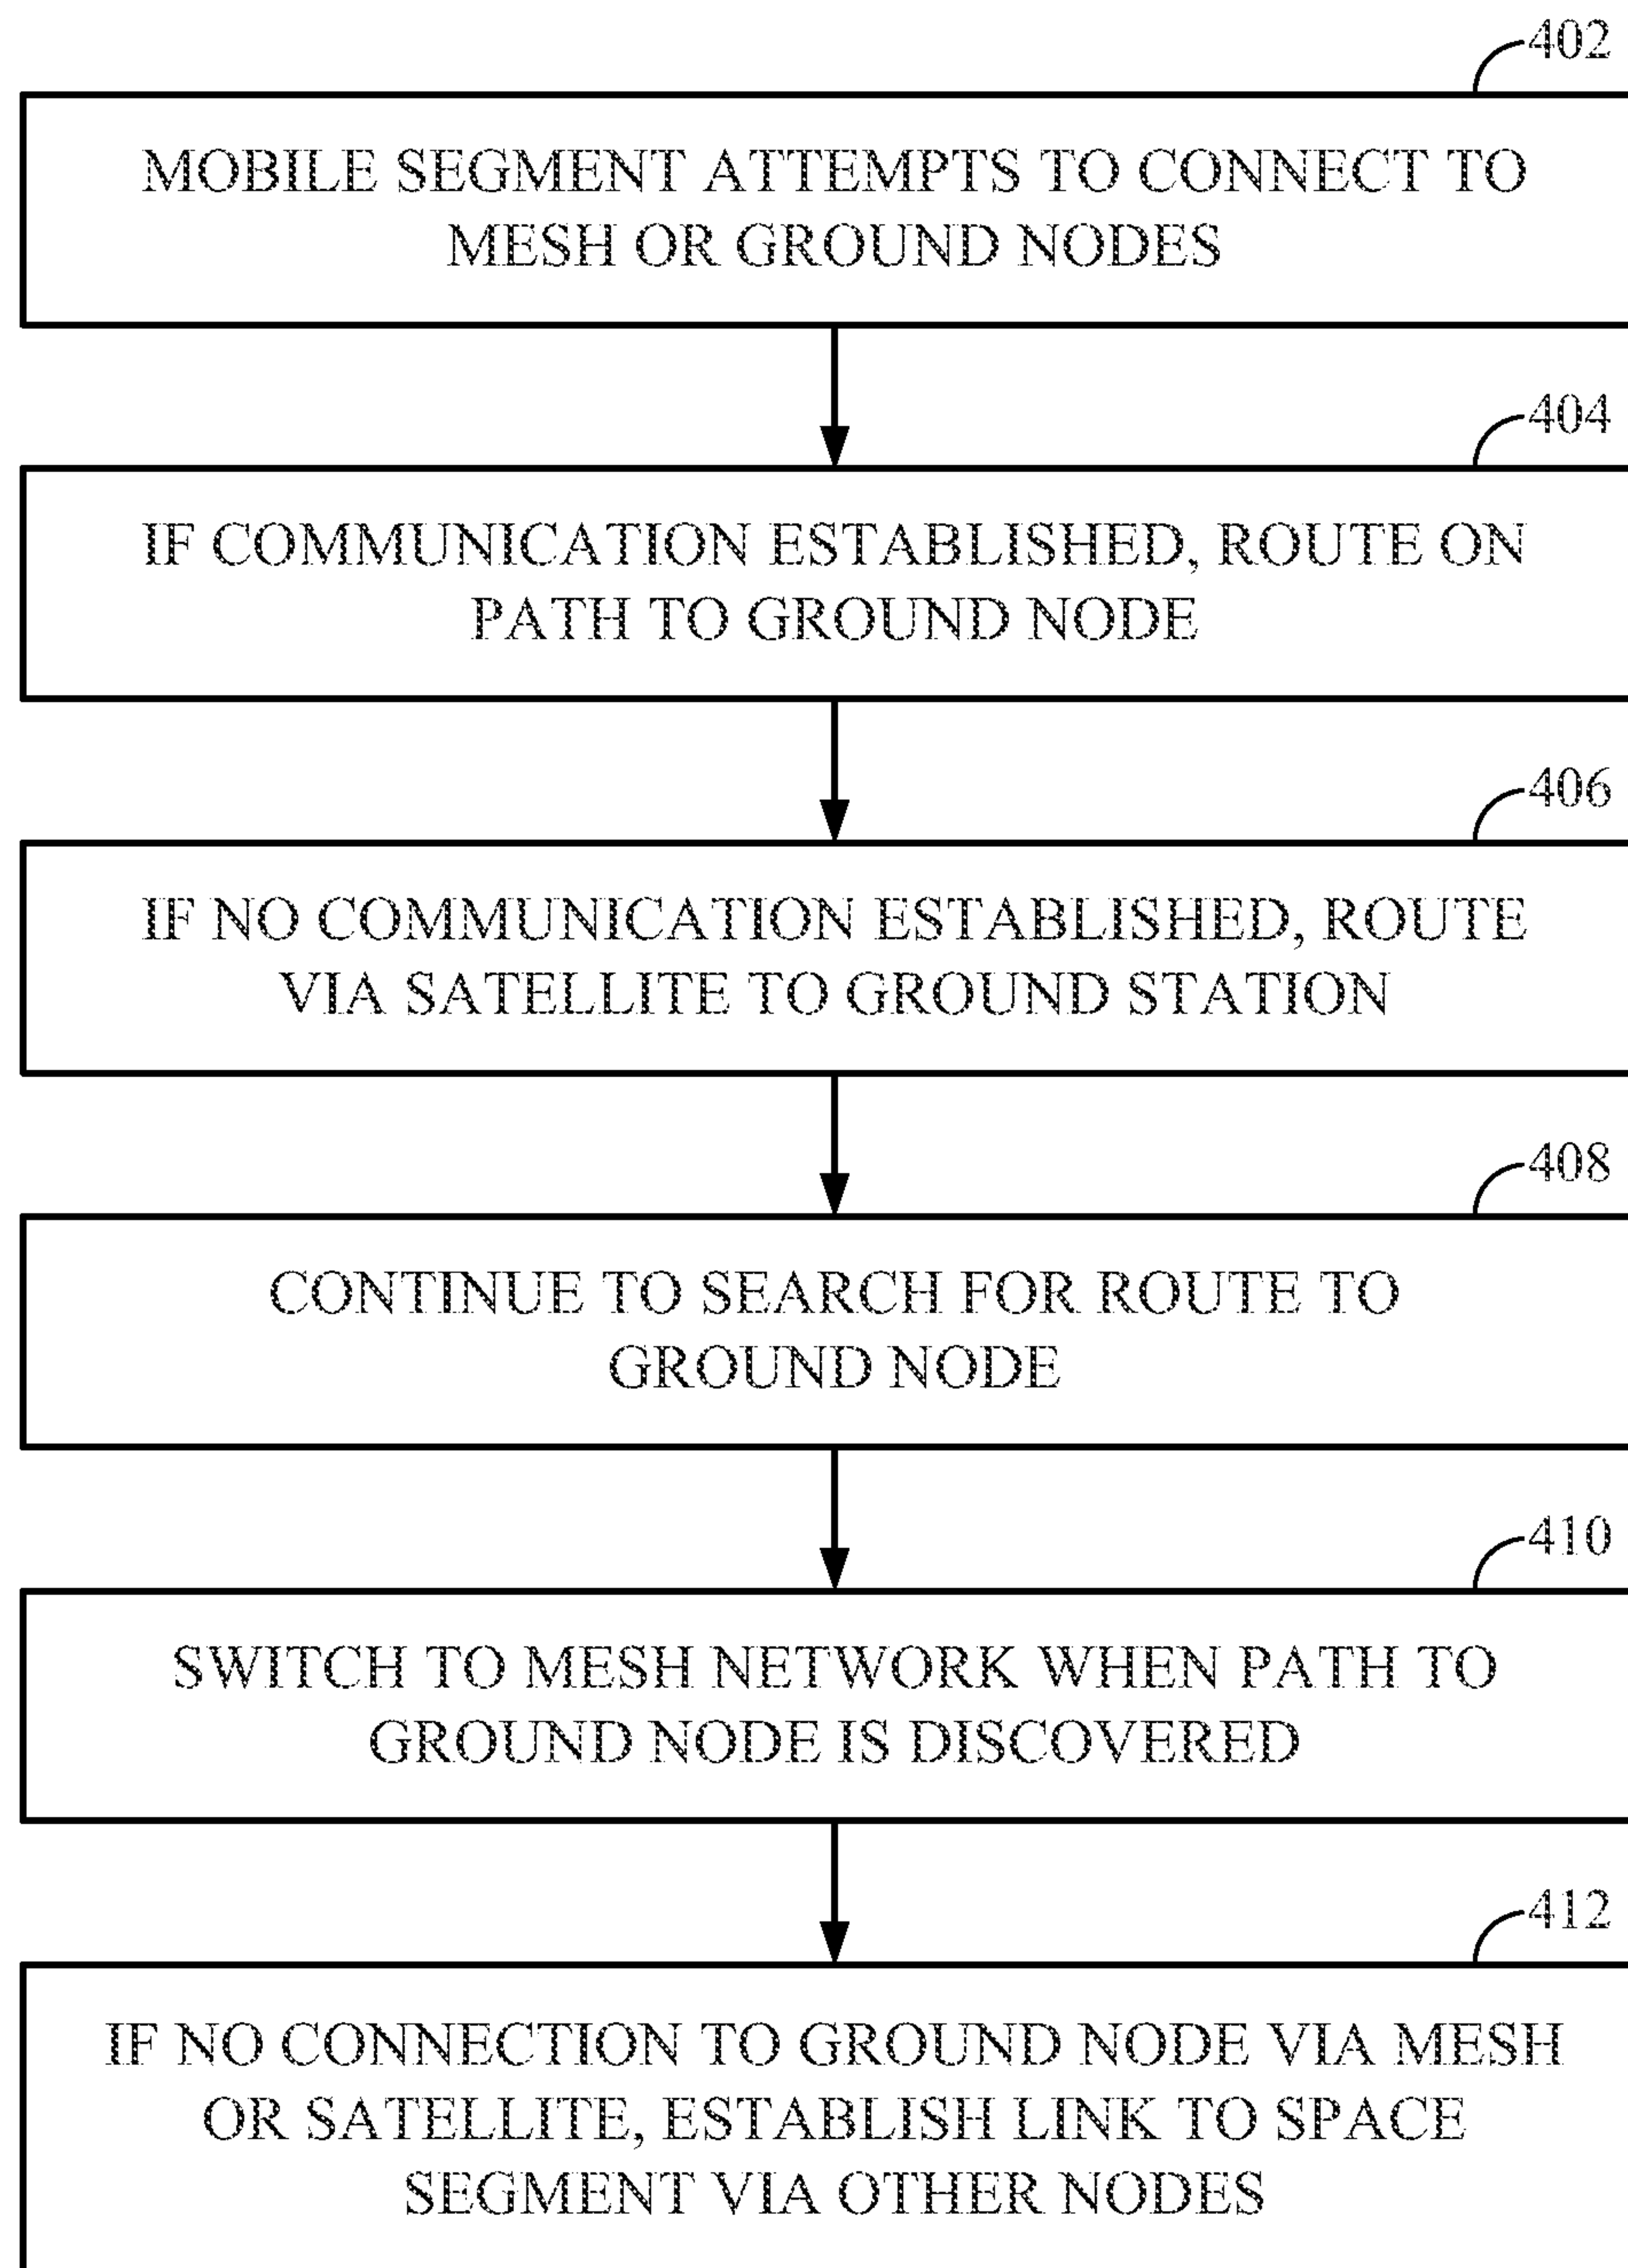 402
MOBILE SEGMENT ATTEMPTS TO CONNECT TO
MESH OR GROUND NODES
404
IF COMMUNICATION ESTABLISHED, ROUTE ON
PATH TO GROUND NODE
406
IF NO COMMUNICATION ESTABLISHED, ROUTE
VIA SATELLITE TO GROUND STATION
408
CONTINUE TO SEARCH FOR ROUTE TO
GROUND NODE
410
SWITCH TO MESH NETWORK WHEN PATH TO
GROUND NODE IS DISCOVERED
412
IF NO CONNECTION TO GROUND NODE VIA MESH
OR SATELLITE, ESTABLISH LINK TO SPACE
SEGMENT VIA OTHER NODES